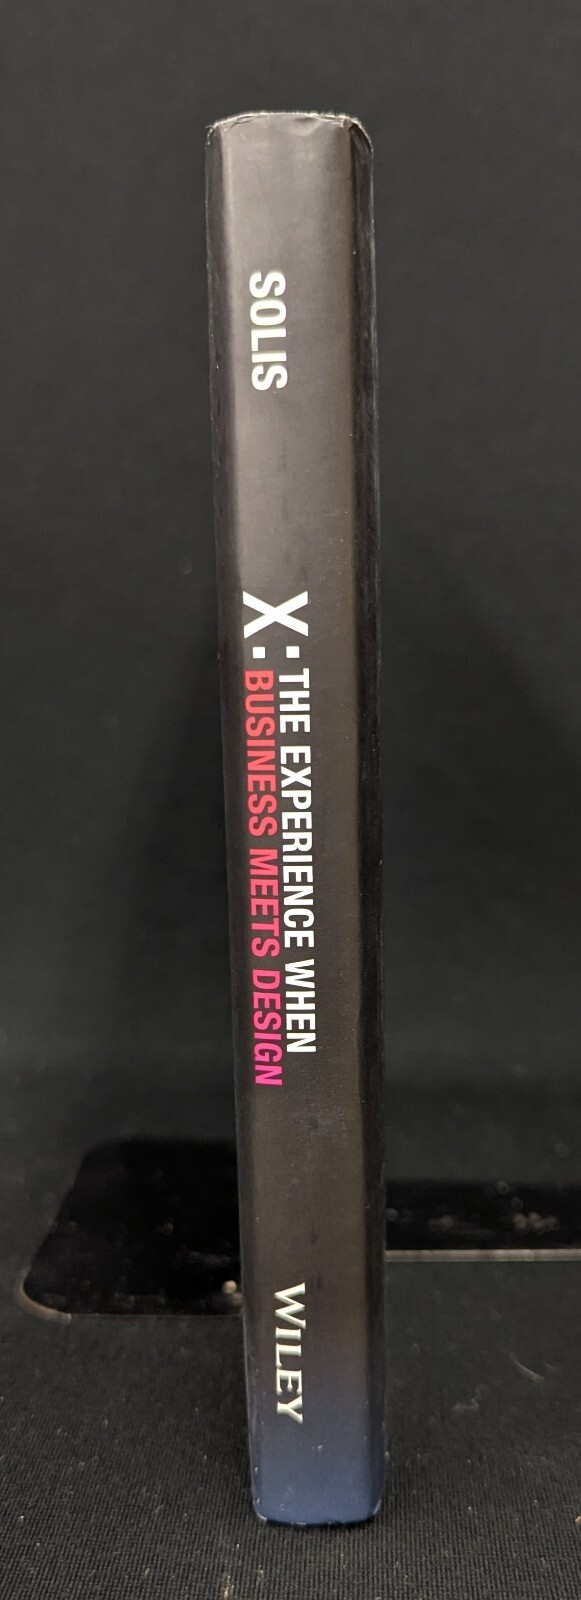 SOLIS
X: THE EXPERIENCE WHEN
BUSINESS MEETS DESIGN
WILEY